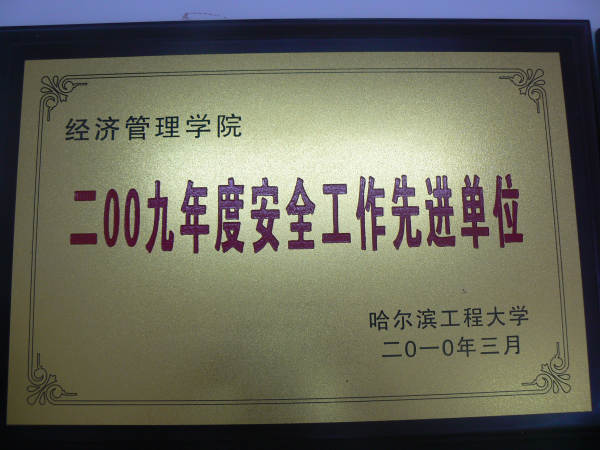 经济管理学院
二00九年度安全工作先进单位
哈尔滨工程大学
二0一0年三月